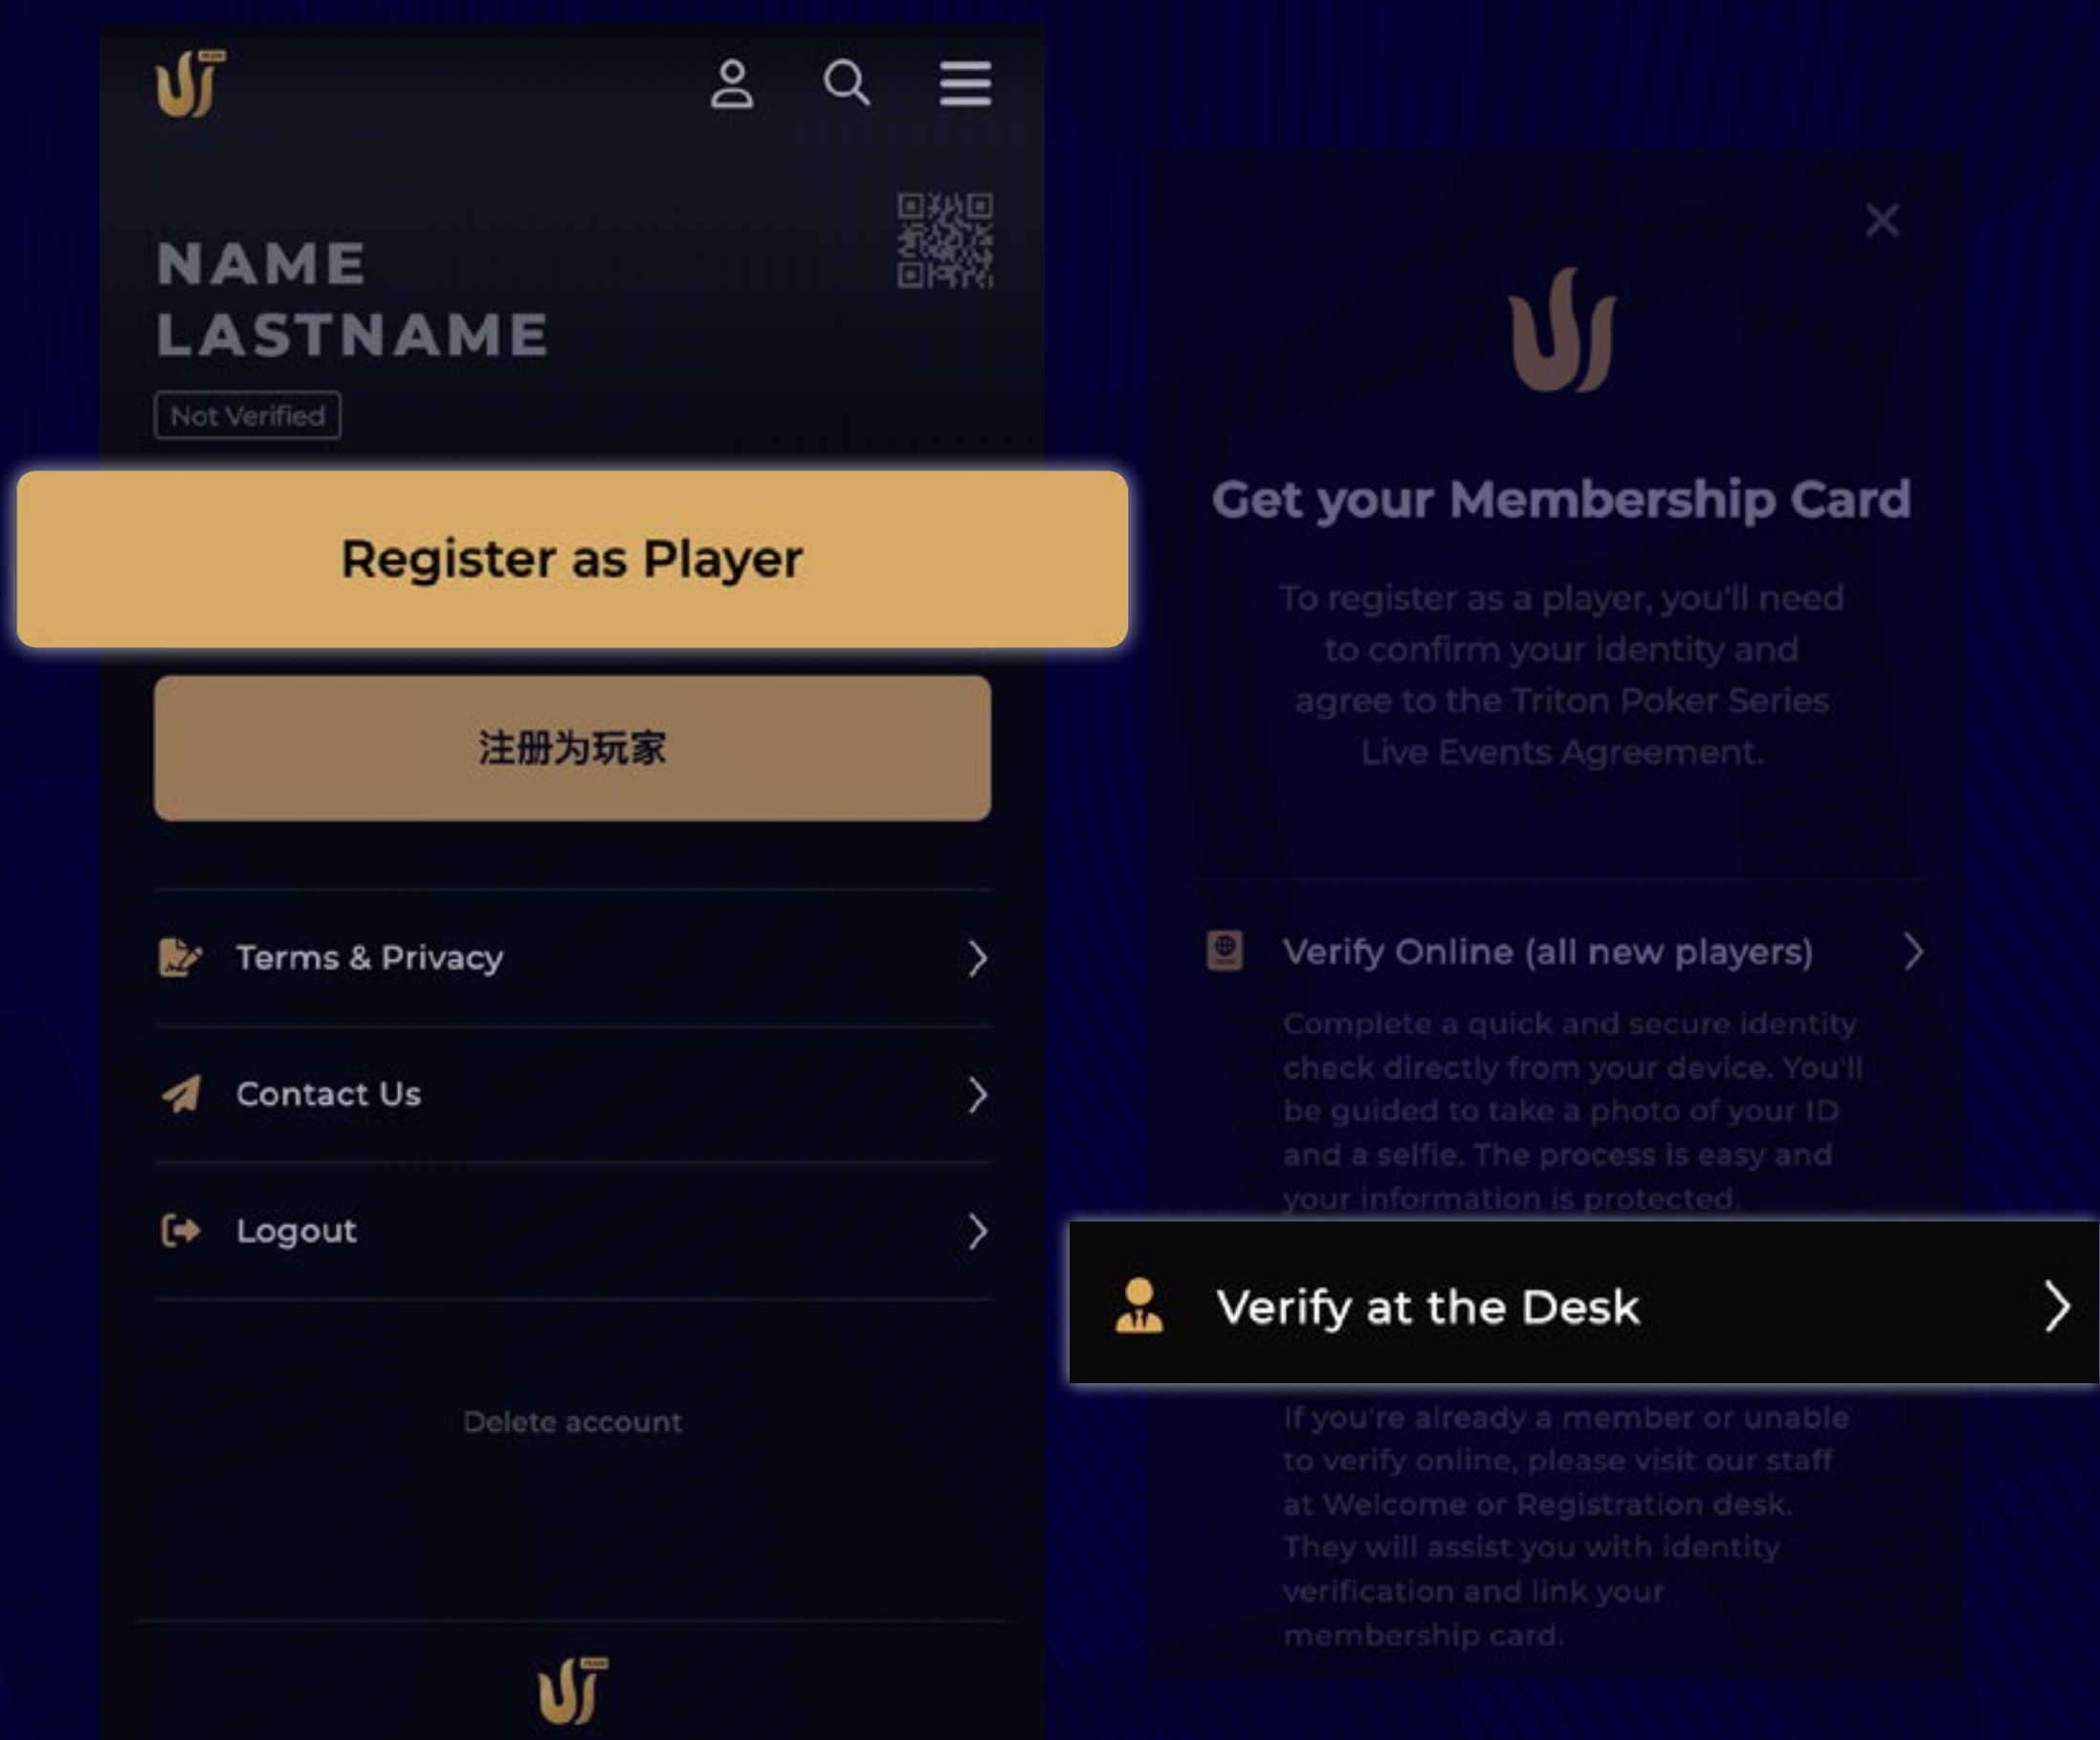 NAME
LASTNAME
Not Verified
Register as Player
注册为玩家
Terms & Privacy
Contact Us
Logout
Delete account
Get your Membership Card
To register as a player, you'll need
to confirm your identity and
agree to the Triton Poker Series
Live Events Agreement.
Verify Online (all new players)
Complete a quick and secure identity
check directly from your device. You'll
be guided to take a photo of your ID
and a selfie. The process is easy and
your information is protected.
Verify at the Desk
If you're already a member or unable
to verify online, please visit our staff
at Welcome or Registration desk.
They will assist you with identity
verification and link your
membership card.